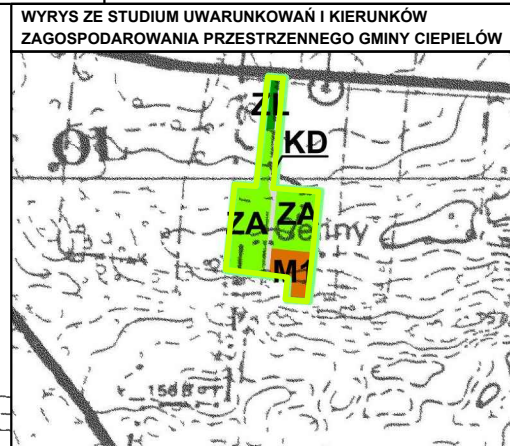 WYRYS ZE STUDIUM UWARUNKOWAŃ I KIERUNKÓW
ZAGOSPODAROWANIA PRZESTRZENNEGO GMINY CIEPIELÓW
ZL
OL
KD
ZA ZA
M1